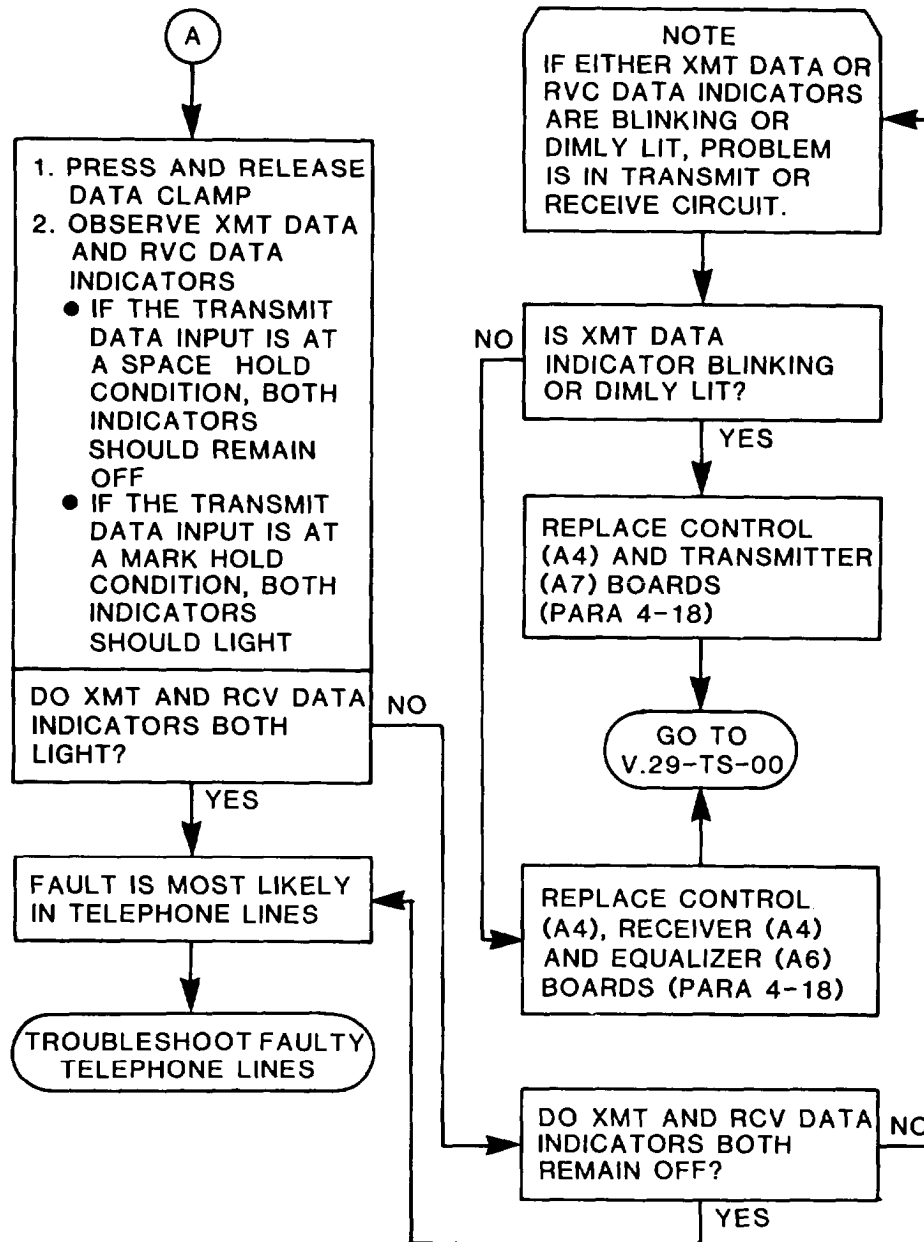 A
1. PRESS AND RELEASE
DATA CLAMP
2. OBSERVE XMT DATA
AND RVC DATA
INDICATORS
● IF THE TRANSMIT
DATA INPUT IS AT
A SPACE HOLD
CONDITION, BOTH
INDICATORS
SHOULD REMAIN
OFF
● IF THE TRANSMIT
DATA INPUT IS AT
A MARK HOLD
CONDITION, BOTH
INDICATORS
SHOULD LIGHT
DO XMT AND RCV DATA
INDICATORS BOTH
LIGHT?
NO
YES
FAULT IS MOST LIKELY
IN TELEPHONE LINES
TROUBLESHOOT FAULTY
TELEPHONE LINES
NOTE
IF EITHER XMT DATA OR
RVC DATA INDICATORS
ARE BLINKING OR
DIMLY LIT, PROBLEM
IS IN TRANSMIT OR
RECEIVE CIRCUIT.
NO
IS XMT DATA
INDICATOR BLINKING
OR DIMLY LIT?
YES
REPLACE CONTROL
(A4) AND TRANSMITTER
(A7) BOARDS
(PARA 4-18)
GO TO
V.29-TS-00
REPLACE CONTROL
(A4), RECEIVER (A4)
AND EQUALIZER (A6)
BOARDS (PARA 4-18)
DO XMT AND RCV DATA
INDICATORS BOTH
REMAIN OFF?
NO
YES